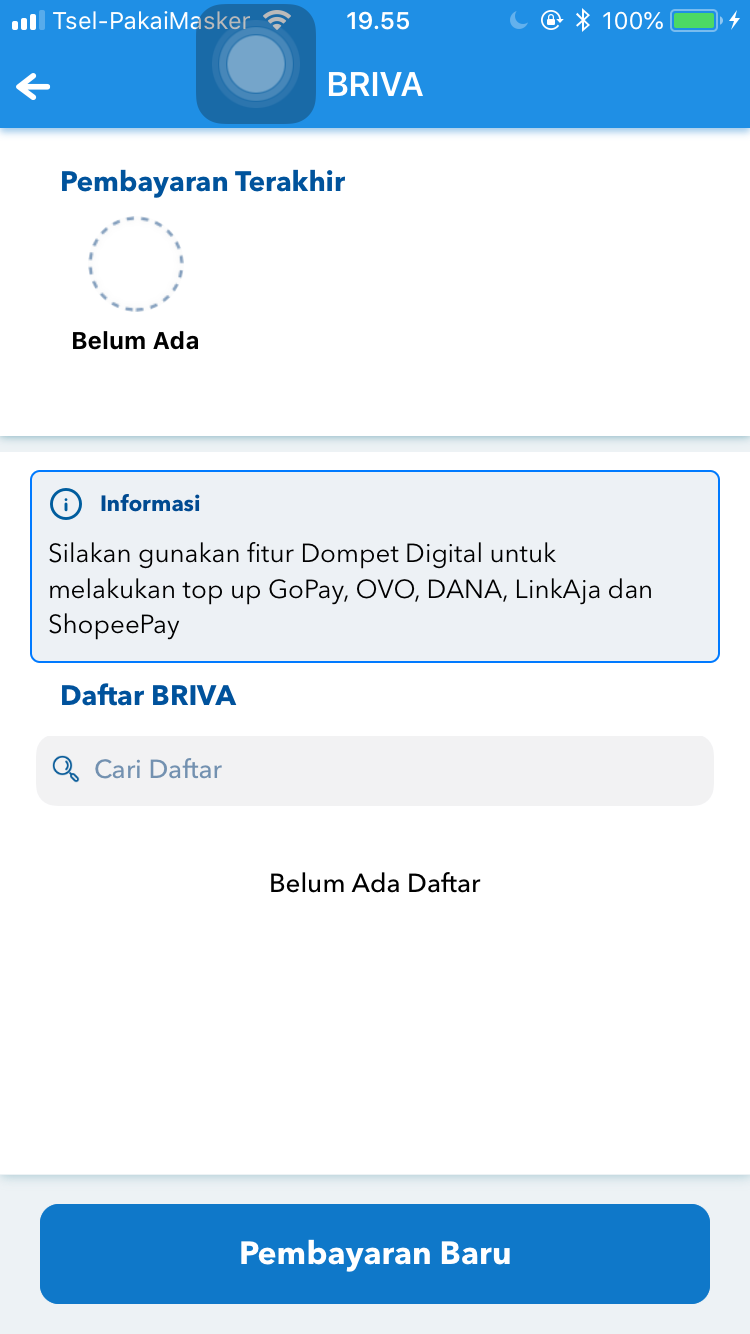 Tsel-PakaiMasker 19.55 100%
BRIVA
Pembayaran Terakhir
Belum Ada
Informasi
Silakan gunakan fitur Dompet Digital untuk
melakukan top up GoPay, OVO, DANA, LinkAja dan
ShopeePay
Daftar BRIVA
Cari Daftar
Belum Ada Daftar
Pembayaran Baru